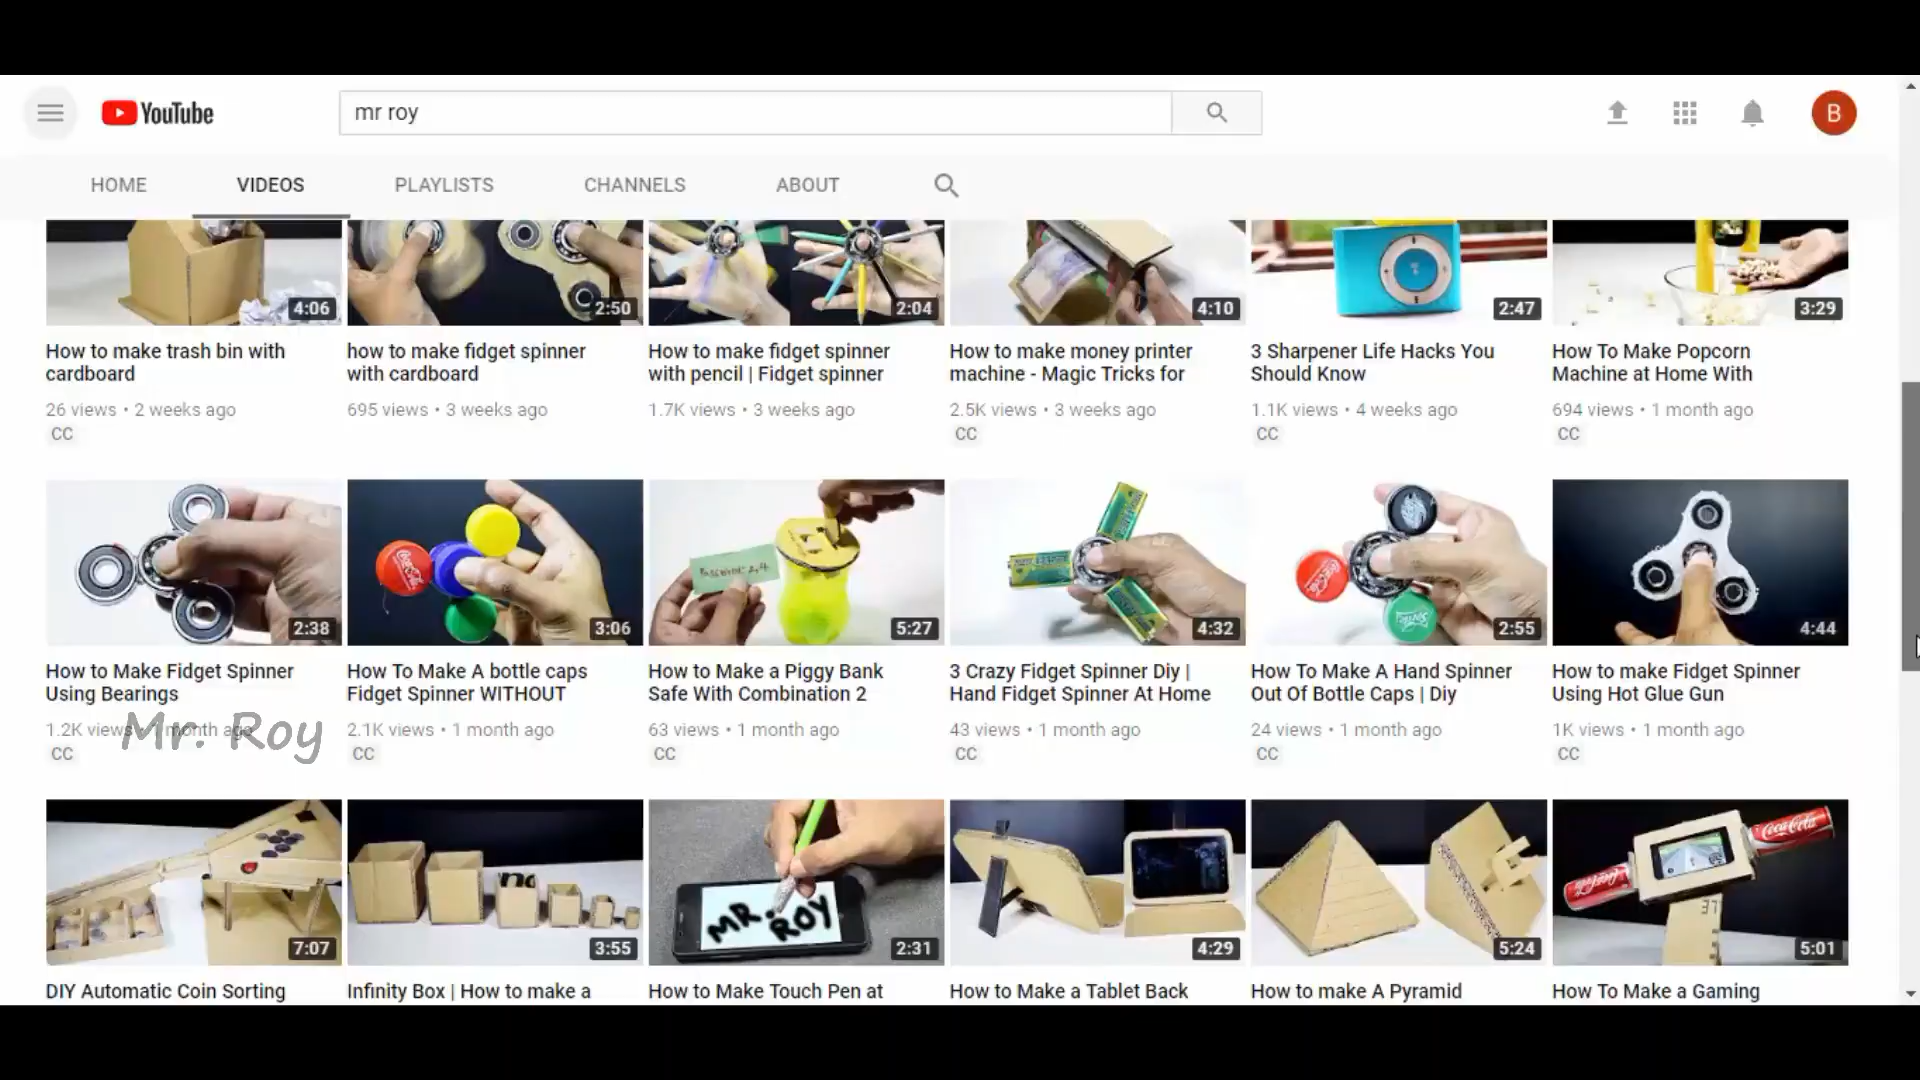 YouTube
mr roy
B
HOME VIDEOS PLAYLISTS CHANNELS ABOUT
4:06 2:50 2:04 4:10 2:47 3:29
How to make trash bin with
cardboard
26 views • 2 weeks ago
CC
how to make fidget spinner
with cardboard
695 views • 3 weeks ago
How to make fidget spinner
with pencil | Fidget spinner
1.7K views • 3 weeks ago
How to make money printer
machine - Magic Tricks for
2.5K views • 3 weeks ago
CC
3 Sharpener Life Hacks You
Should Know
1.1K views • 4 weeks ago
CC
How To Make Popcorn
Machine at Home With
694 views • 1 month ago
CC
Coca-Cola
2:38 3:06 5:27 4:32 2:55 4:44
How to Make Fidget Spinner
Using Bearings
1.2K views • 1 month ago
CC
Mr. Roy
How To Make A bottle caps
Fidget Spinner WITHOUT
2.1K views • 1 month ago
CC
How to Make a Piggy Bank
Safe With Combination 2
63 views • 1 month ago
CC
3 Crazy Fidget Spinner Diy |
Hand Fidget Spinner At Home
43 views • 1 month ago
CC
How To Make A Hand Spinner
Out Of Bottle Caps | Diy
24 views • 1 month ago
CC
How to make Fidget Spinner
Using Hot Glue Gun
1K views • 1 month ago
CC
MR. ROY
Coca-Cola
Coca-Cola
7:07 3:55 2:31 4:29 5:24 5:01
DIY Automatic Coin Sorting
Infinity Box | How to make a
How to Make Touch Pen at
How to Make a Tablet Back
How to make A Pyramid
How To Make a Gaming